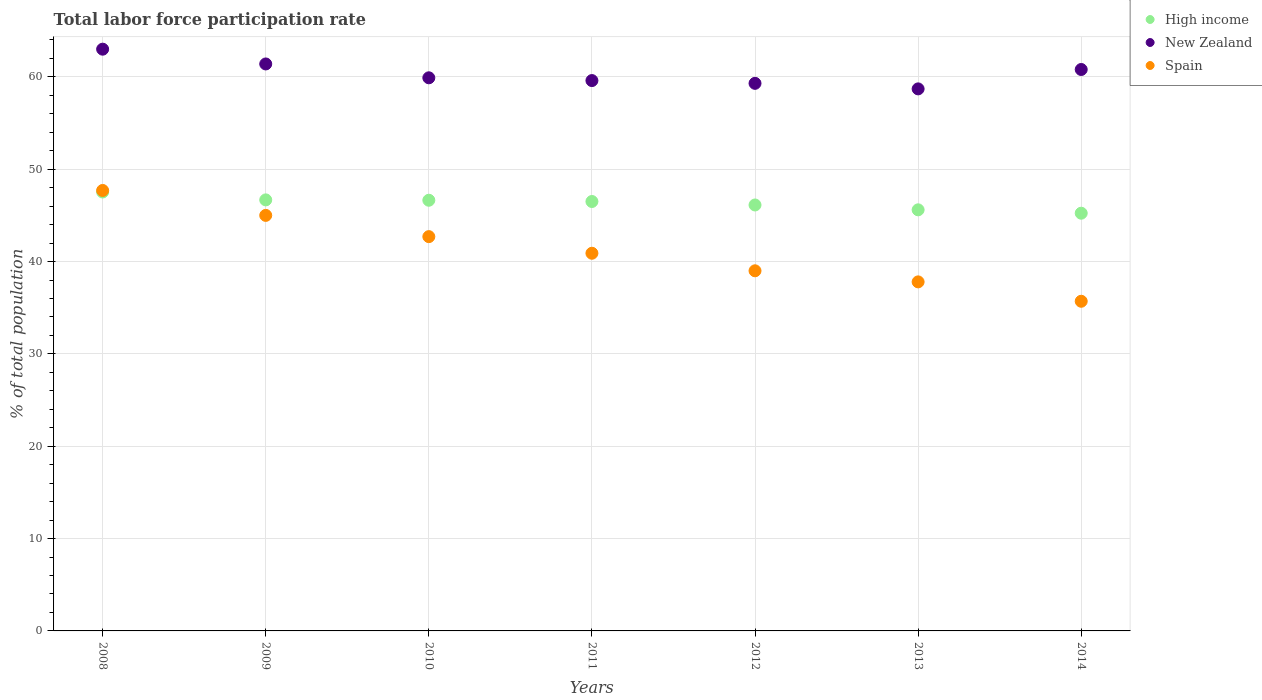 Total labor force participation rate
High income
New Zealand
Spain
% of total population
60
50
40
30
20
10
0
2008
2009
2010
2011
2012
2013
2014
Years